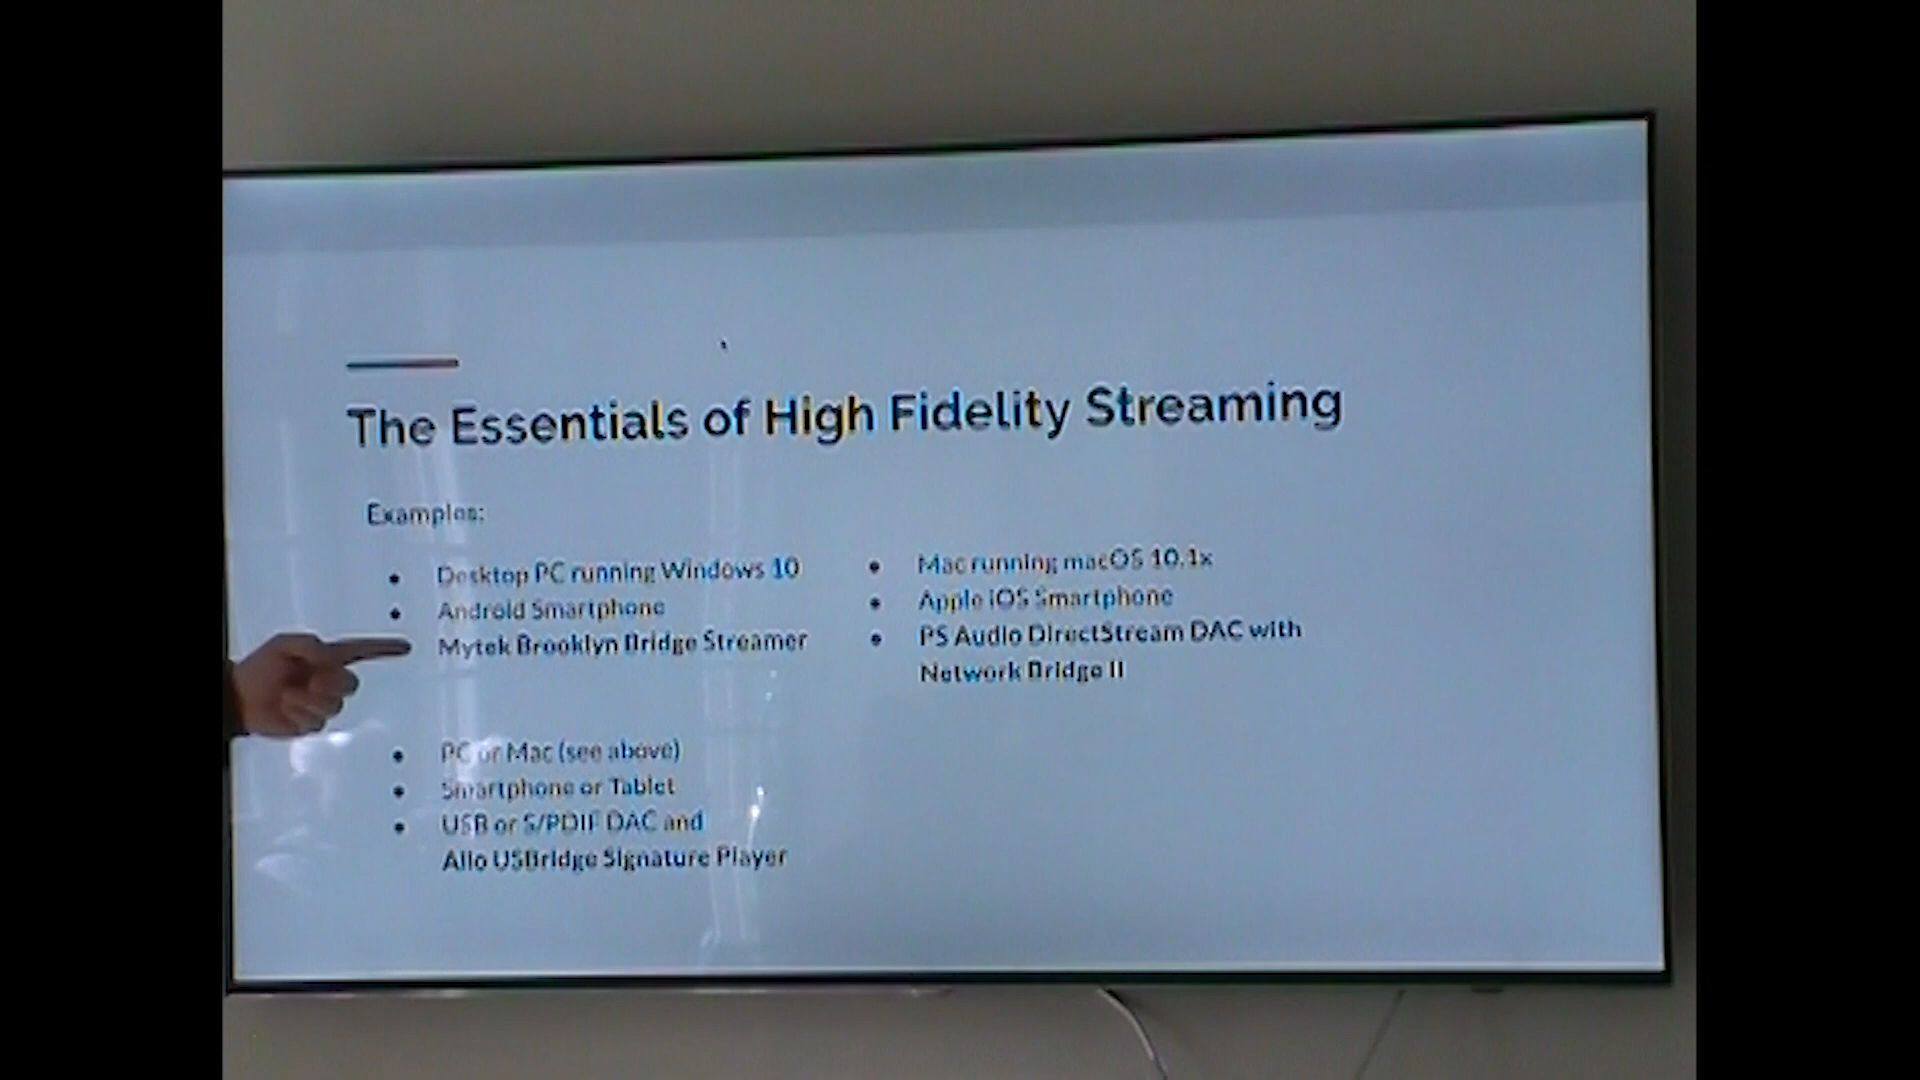 The Essentials of High Fidelity Streaming
Examples:
• Desktop PC running Windows 10
• Android Smartphone
• Mytek Brooklyn Bridge Streamer
• Mac running macOS 10.1x
• Apple iOS Smartphone
• PS Audio DirectStream DAC with
Network Bridge II
• PC or Mac (see above)
• Smartphone or Tablet
• USB or S/PDIF DAC and
Allo USBridge Signature Player